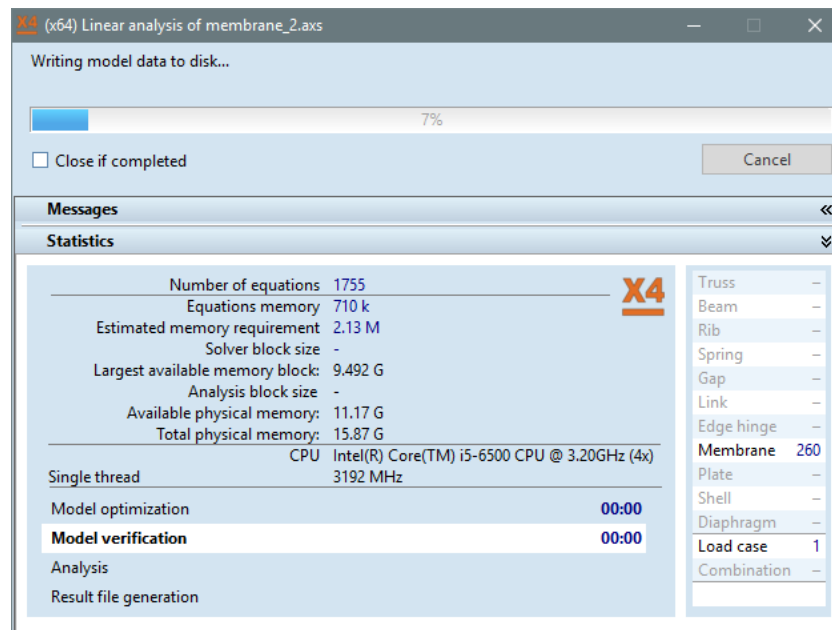 X4 (x64) Linear analysis of membrane_2.axs
Writing model data to disk...
7%
Close if completed
Cancel
Messages
Statistics
Number of equations 1755
Equations memory 710 k
Estimated memory requirement 2.13 M
Solver block size -
Largest available memory block: 9.492 G
Analysis block size -
Available physical memory: 11.17 G
Total physical memory: 15.87 G
CPU Intel(R) Core(TM) i5-6500 CPU @ 3.20GHz (4x)
Single thread 3192 MHz
X4
Model optimization 00:00
Model verification 00:00
Analysis
Result file generation
Truss –
Beam –
Rib –
Spring –
Gap –
Link –
Edge hinge –
Membrane 260
Plate –
Shell –
Diaphragm –
Load case 1
Combination –